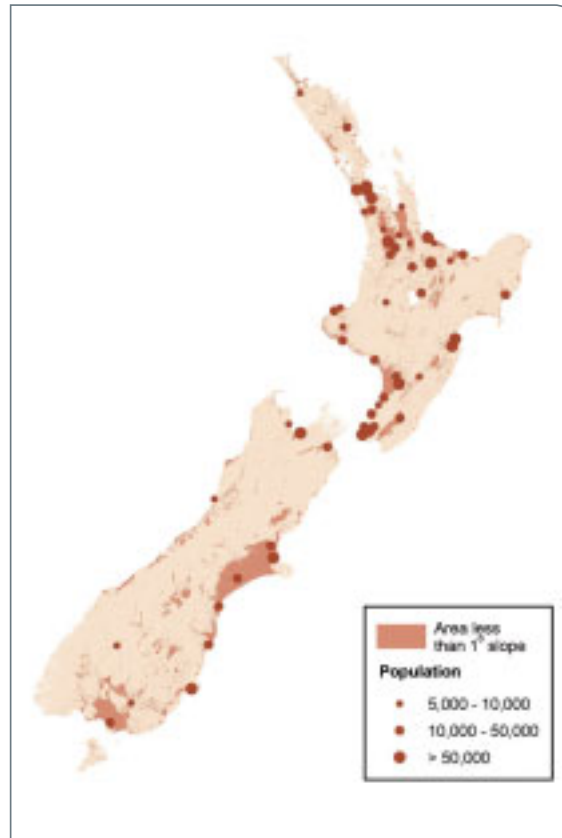 Area less
than 1° slope
Population
5,000 - 10,000
10,000 - 50,000
> 50,000